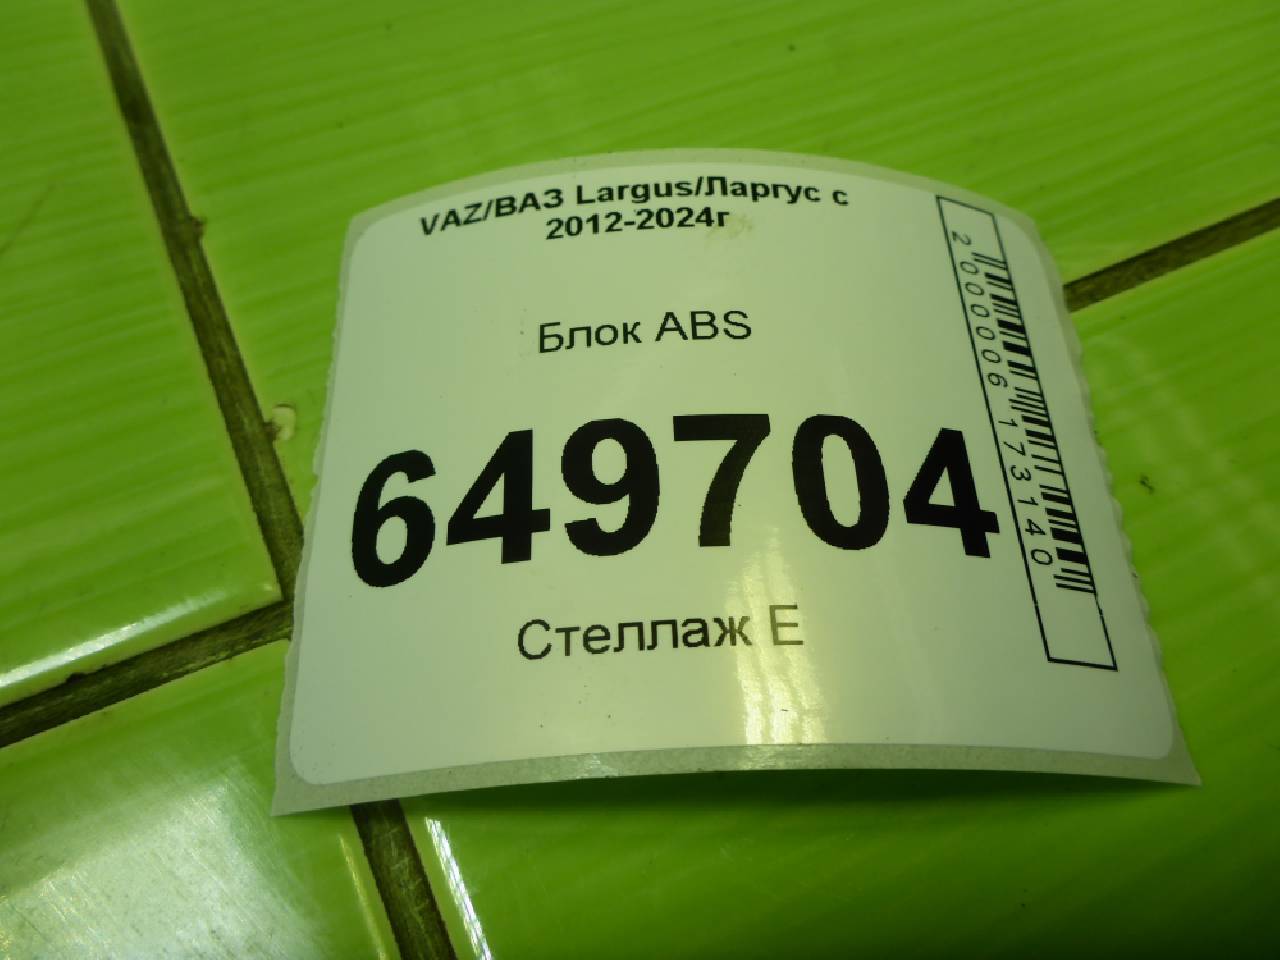 VAZ/ВАЗ Largus/Ларгус с
2012-2024г
Блок ABS
649704
Стеллаж Е
2000006173140